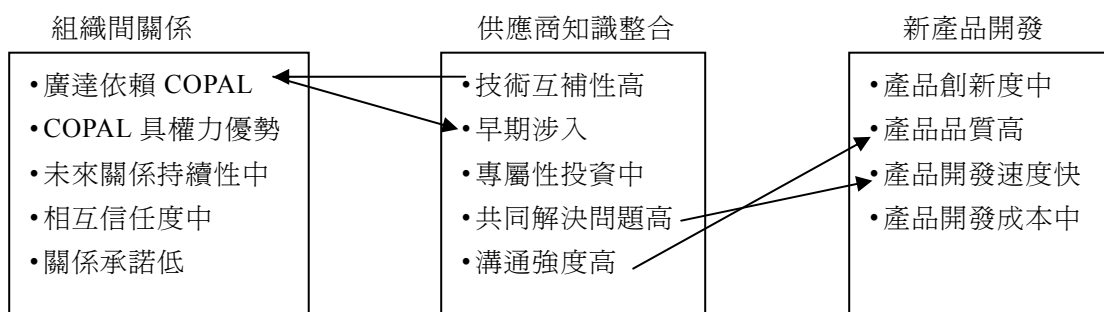 組織間關係
•廣達依賴 COPAL
•COPAL 具權力優勢
•未來關係持續性中
•相互信任度中
•關係承諾低
供應商知識整合
•技術互補性高
•早期涉入
•專屬性投資中
•共同解決問題高
•溝通強度高
新產品開發
•產品創新度中
•產品品質高
•產品開發速度快
•產品開發成本中